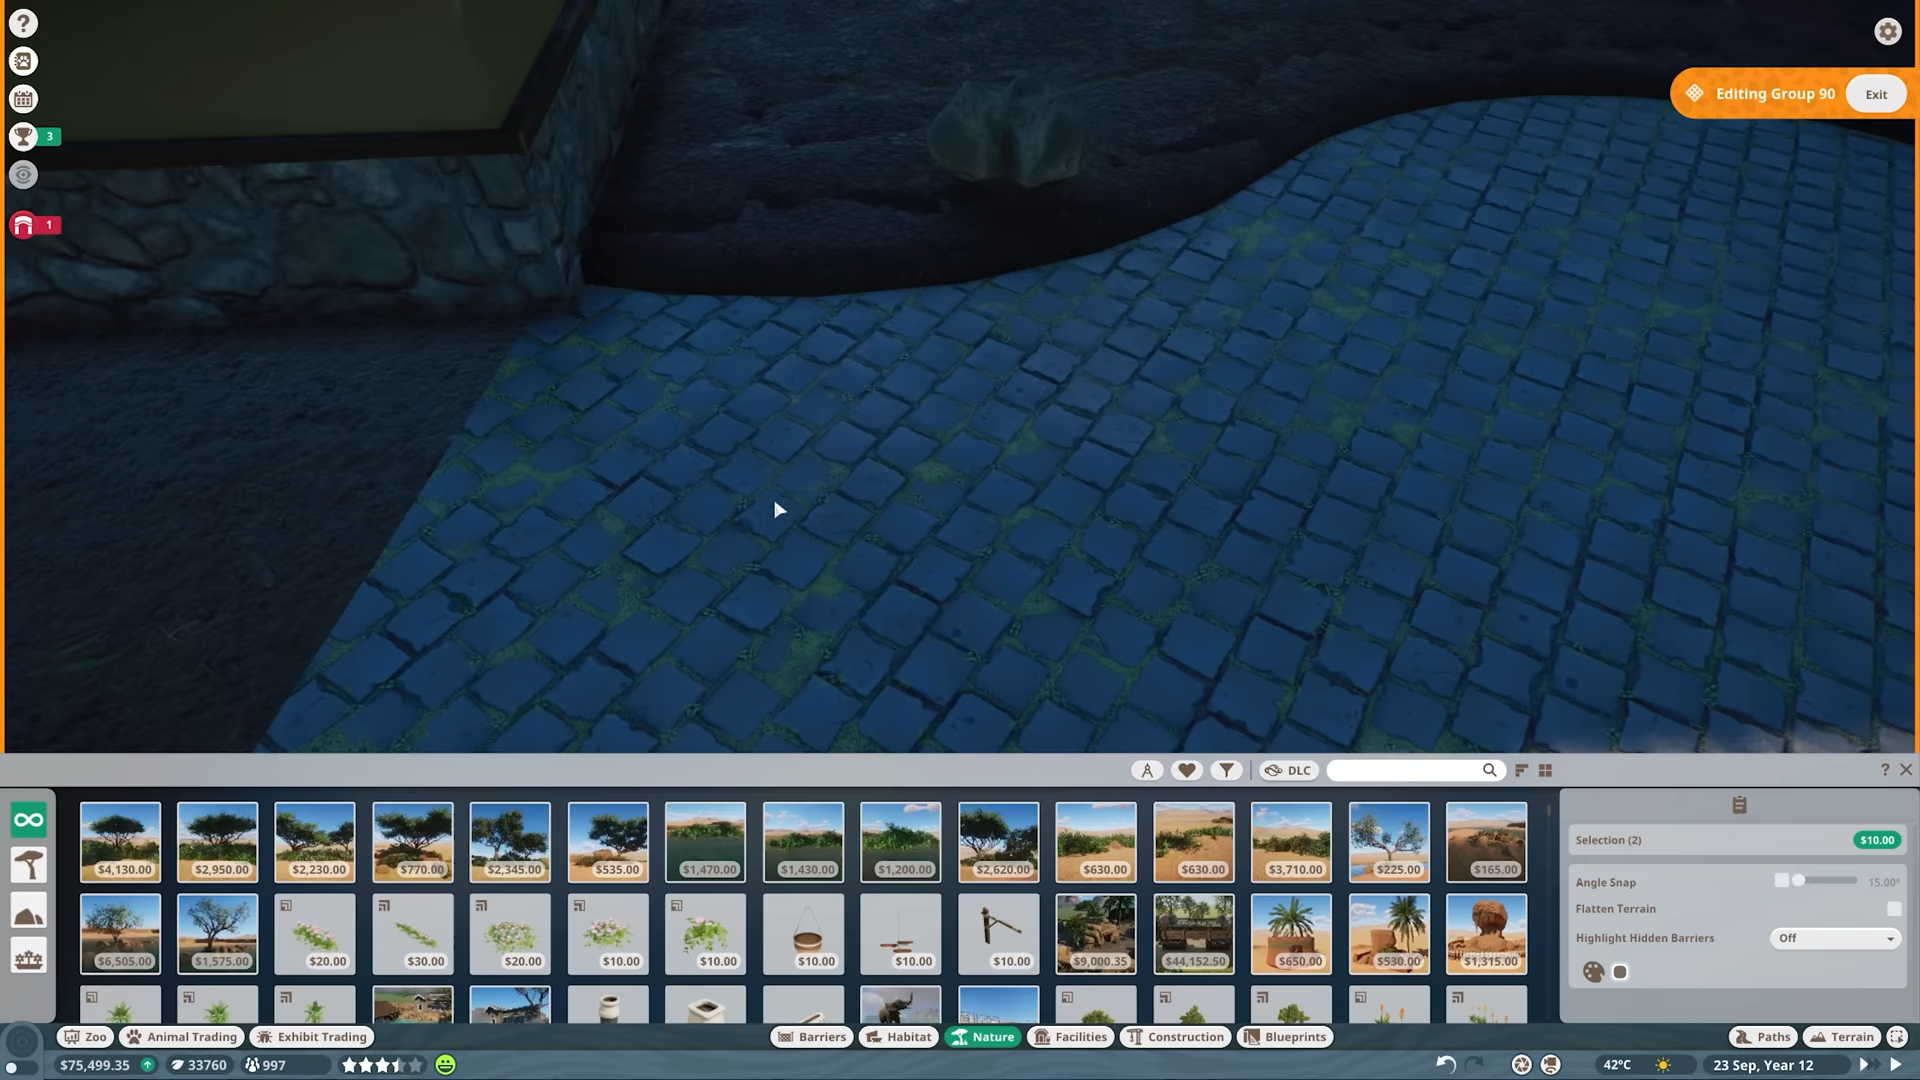 ?
3
1
Editing Group 90 Exit
DLC
?
$4,130.00 $2,950.00 $2,230.00 $770.00 $2,345.00 $535.00 $1,470.00 $1,430.00 $1,200.00 $2,620.00 $630.00 $630.00 $3,710.00 $225.00 $165.00
$6,505.00 $1,575.00 $20.00 $30.00 $20.00 $10.00 $10.00 $10.00 $10.00 $10.00 $9,000.35 $44,152.50 $650.00 $530.00 $1,315.00
Selection (2) $10.00
Angle Snap 15.00°
Flatten Terrain
Highlight Hidden Barriers Off
Zoo Animal Trading Exhibit Trading Barriers Habitat Nature Facilities Construction Blueprints Paths Terrain
$75,499.35 33760 997 42°C 23 Sep, Year 12